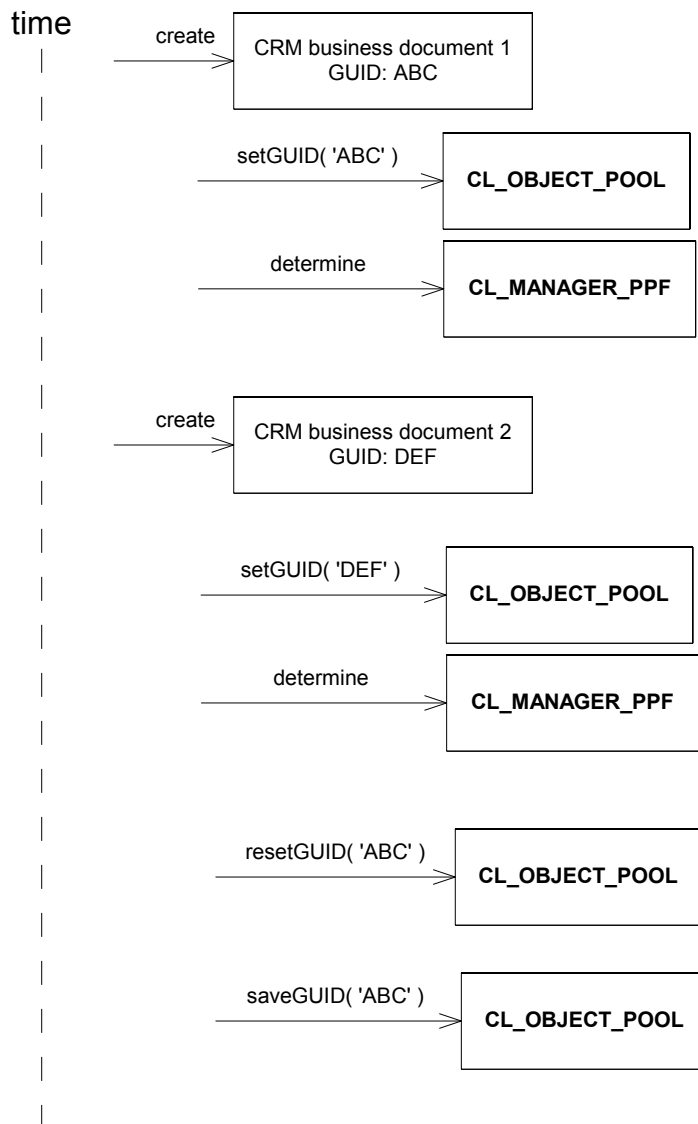 time
create
CRM business document 1
GUID: ABC
setGUID( 'ABC' )
CL_OBJECT_POOL
determine
CL_MANAGER_PPF
create
CRM business document 2
GUID: DEF
setGUID( 'DEF' )
CL_OBJECT_POOL
determine
CL_MANAGER_PPF
resetGUID( 'ABC' )
CL_OBJECT_POOL
saveGUID( 'ABC' )
CL_OBJECT_POOL